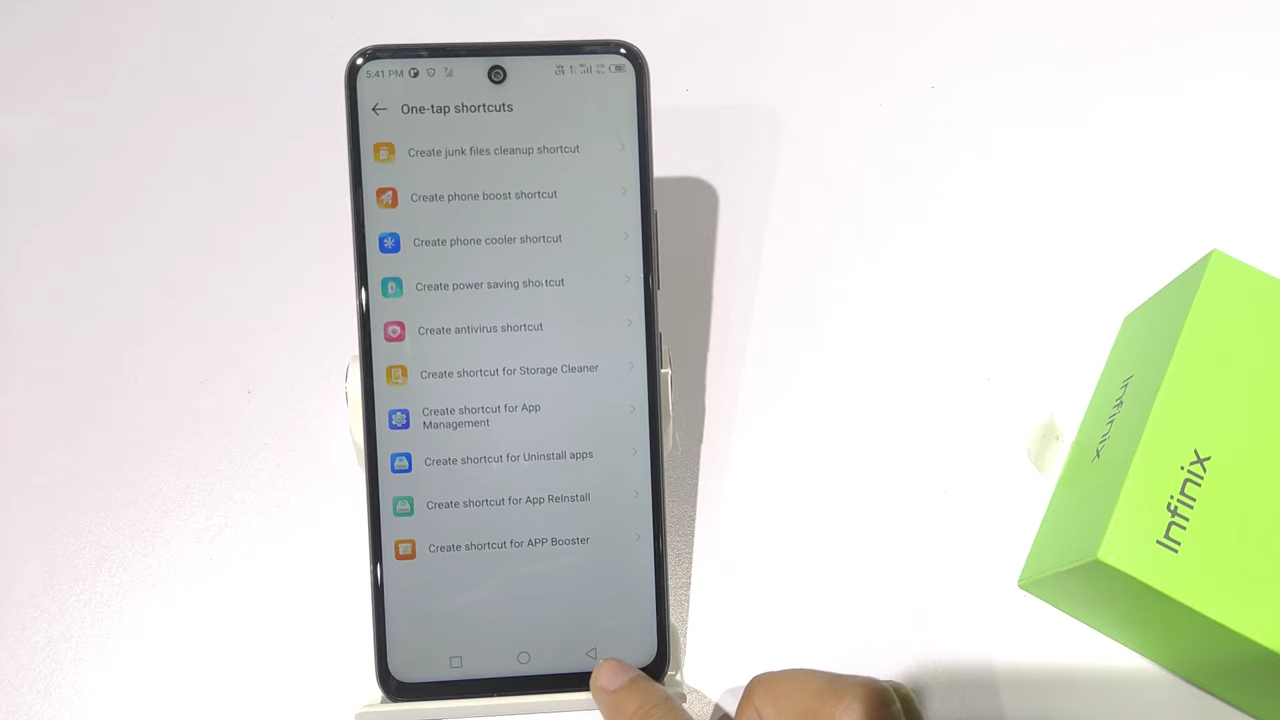 5:41 PM
One-tap shortcuts
Create junk files cleanup shortcut
Create phone boost shortcut
Create phone cooler shortcut
Create power saving shortcut
Create antivirus shortcut
Create shortcut for Storage Cleaner
Create shortcut for App
Management
Create shortcut for Uninstall apps
Create shortcut for App ReInstall
Create shortcut for APP Booster
Infinix
Infinix